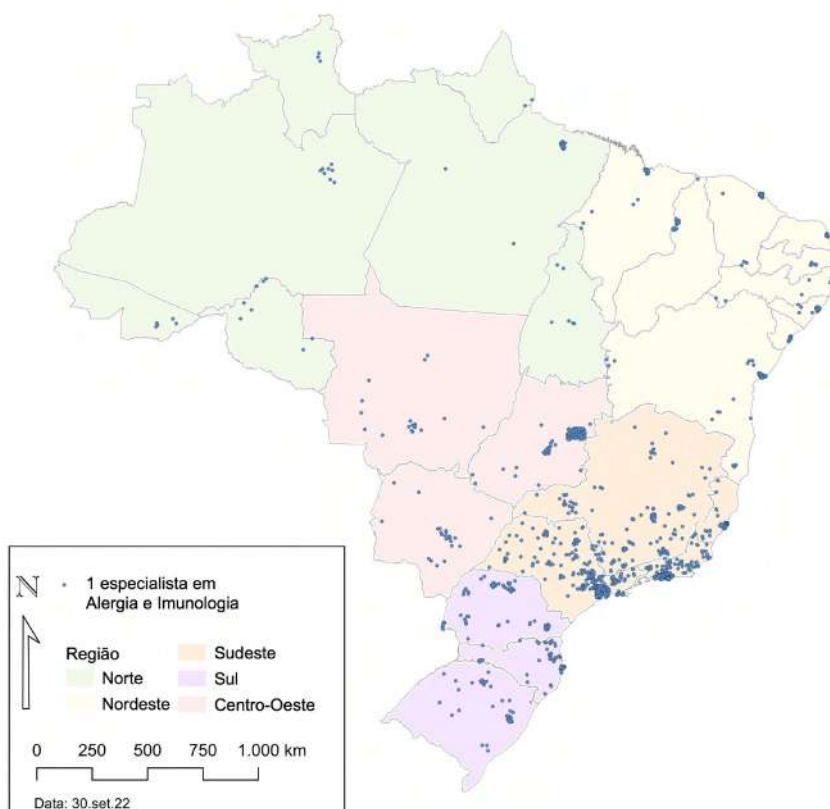 N
1 especialista em
Alergia e Imunologia
Região
Norte
Nordeste
Sudeste
Sul
Centro-Oeste
0 250 500 750 1.000 km
Data: 30.set.22